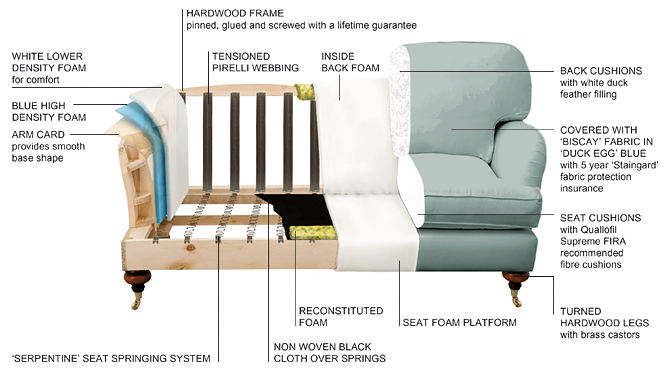 HARDWOOD FRAME
pinned, glued and screwed with a lifetime guarantee
WHITE LOWER
DENSITY FOAM
for comfort
BLUE HIGH
DENSITY FOAM
ARM CARD
provides smooth
base shape
TENSIONED
PIRELLI WEBBING
INSIDE
BACK FOAM
BACK CUSHIONS
with white duck
feather filling
COVERED WITH
'BISCAY' FABRIC IN
'DUCK EGG' BLUE
with 5 year 'Staingard'
fabric protection
insurance
SEAT CUSHIONS
with Quallofil
Supreme FIRA
recommended
fibre cushions
TURNED
HARDWOOD LEGS
with brass castors
RECONSTITUTED
FOAM
SEAT FOAM PLATFORM
NON WOVEN BLACK
CLOTH OVER SPRINGS
'SERPENTINE' SEAT SPRINGING SYSTEM